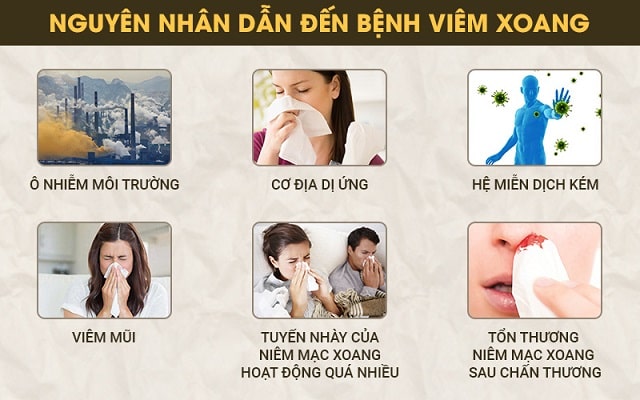 NGUYÊN NHÂN DẪN ĐẾN BỆNH VIÊM XOANG
Ô NHIỄM MÔI TRƯỜNG
CƠ ĐỊA DỊ ỨNG
HỆ MIỄN DỊCH KÉM
VIÊM MŨI
TUYẾN NHÀY CỦA
NIÊM MẠC XOANG
HOẠT ĐỘNG QUÁ NHIỀU
TỔN THƯƠNG
NIÊM MẠC XOANG
SAU CHẤN THƯƠNG